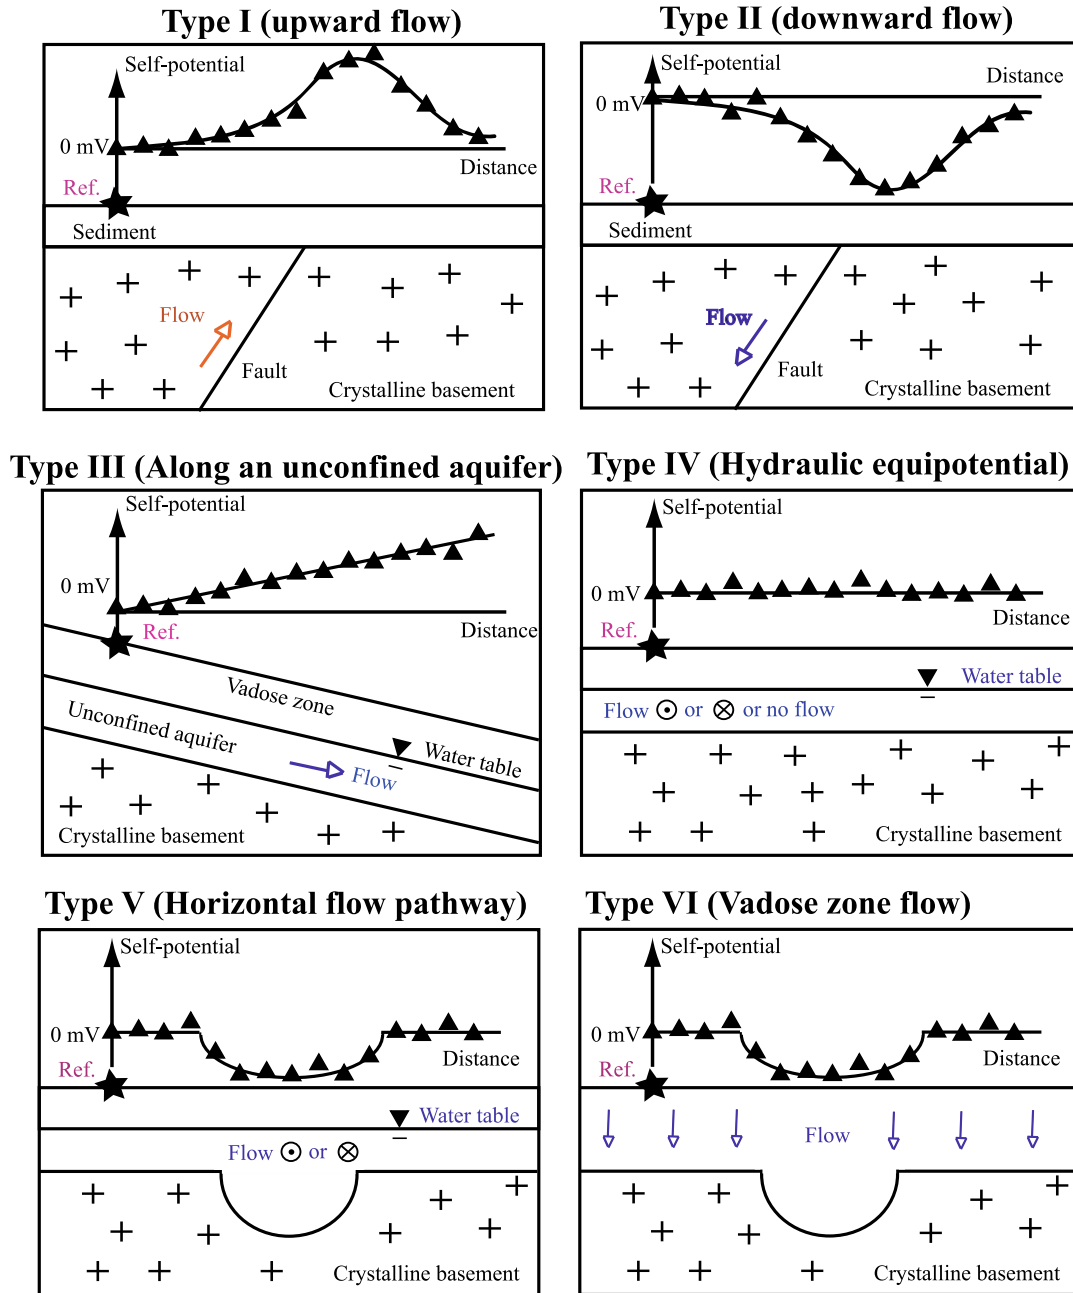 Type I (upward flow)
Self-potential
0 mV
Distance
Ref.
Sediment
Flow
Fault
Crystalline basement
Type II (downward flow)
Self-potential
Distance
0 mV
Ref.
Sediment
Flow
Fault
Crystalline basement
Type III (Along an unconfined aquifer)
Self-potential
0 mV
Ref.
Distance
Vadose zone
Unconfined aquifer
Water table
Flow
Crystalline basement
Type IV (Hydraulic equipotential)
Self-potential
0 mV
Distance
Ref.
Water table
Flow ⊙ or ⊗ or no flow
Crystalline basement
Type V (Horizontal flow pathway)
Self-potential
0 mV
Distance
Ref.
Water table
Flow ⊙ or ⊗
Crystalline basement
Type VI (Vadose zone flow)
Self-potential
0 mV
Distance
Ref.
Flow
Crystalline basement